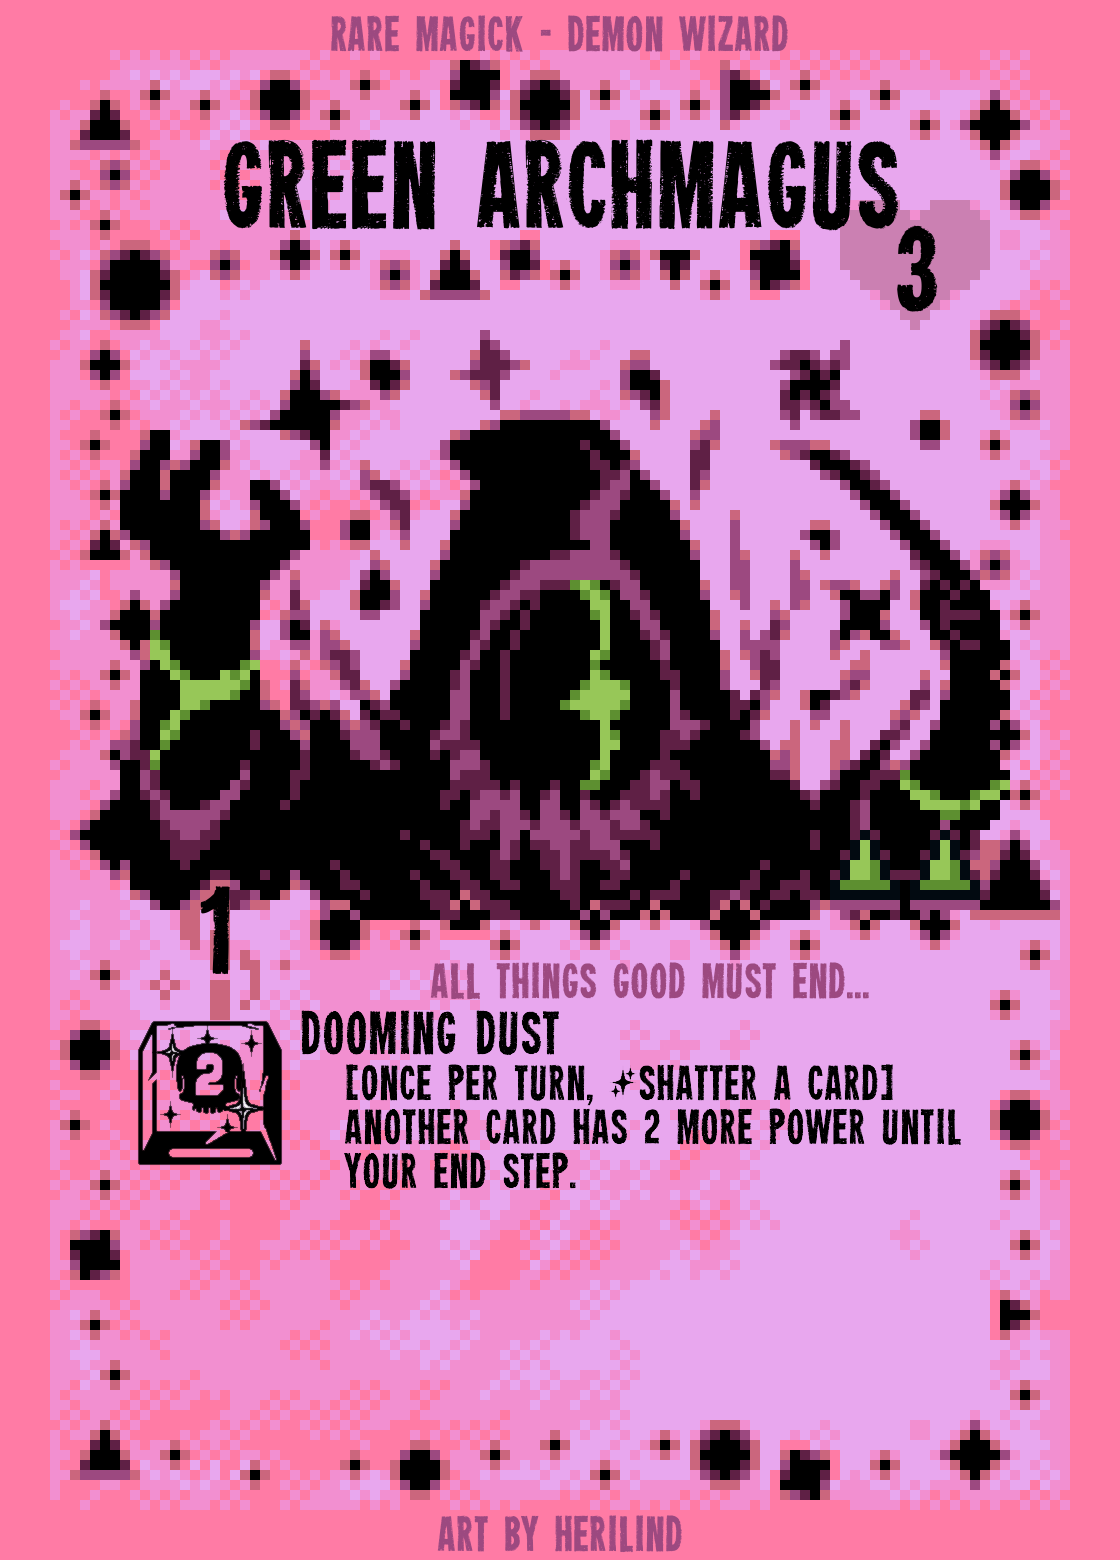 RARE MAGICK - DEMON WIZARD
GREEN ARCHMAGUS
3
1
ALL THINGS GOOD MUST END...
DOOMING DUST
2
[ONCE PER TURN, SHATTER A CARD]
ANOTHER CARD HAS 2 MORE POWER UNTIL
YOUR END STEP.
ART BY HERILIND